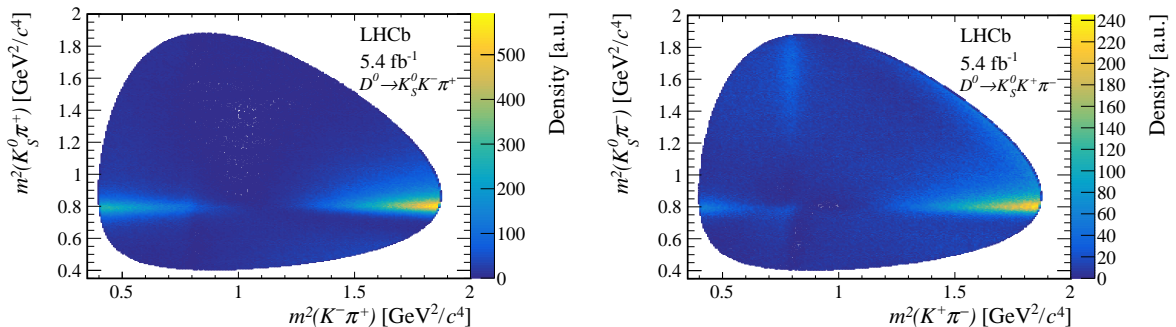 LHCb
5.4 fb⁻¹
D⁰→K⁰_S K⁻π⁺
m²(K⁰_S π⁺) [GeV²/c⁴]
2
1.8
1.6
1.4
1.2
1
0.8
0.6
0.4
0.5 1 1.5 2
m²(K⁻π⁺) [GeV²/c⁴]
Density [a.u.]
500
400
300
200
100
0
LHCb
5.4 fb⁻¹
D⁰→K⁰_S K⁺π⁻
m²(K⁰_S π⁻) [GeV²/c⁴]
2
1.8
1.6
1.4
1.2
1
0.8
0.6
0.4
0.5 1 1.5 2
m²(K⁺π⁻) [GeV²/c⁴]
Density [a.u.]
240
220
200
180
160
140
120
100
80
60
40
20
0